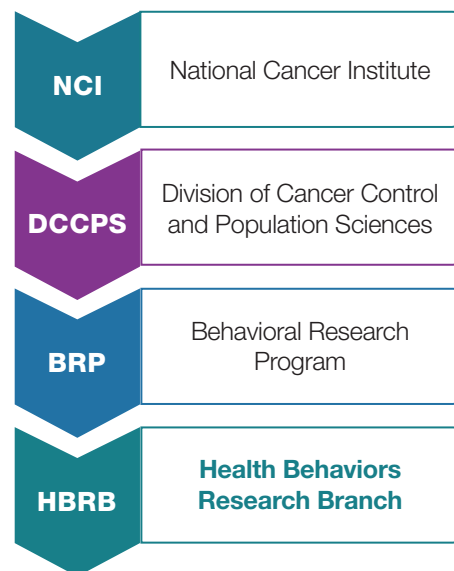 NCI
National Cancer Institute
DCCPS
Division of Cancer Control
and Population Sciences
BRP
Behavioral Research
Program
HBRB
Health Behaviors
Research Branch